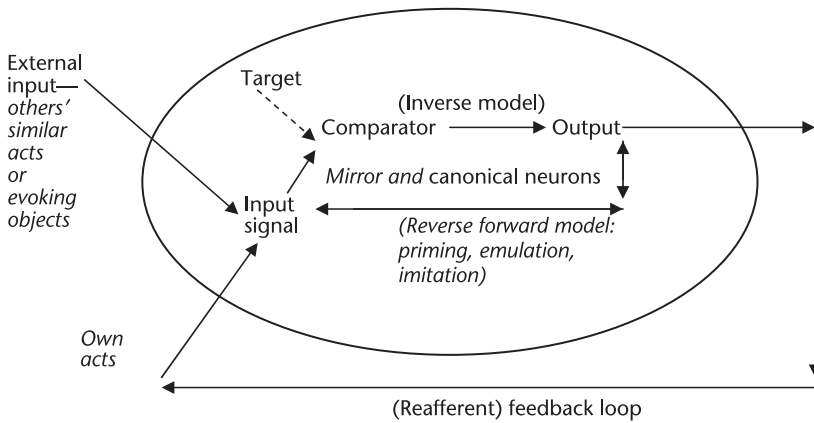 External
input—
others'
similar
acts
or
evoking
objects
Target
(Inverse model)
Comparator
Output
Mirror and canonical neurons
Input
signal
(Reverse forward model:
priming, emulation,
imitation)
Own
acts
(Reafferent) feedback loop